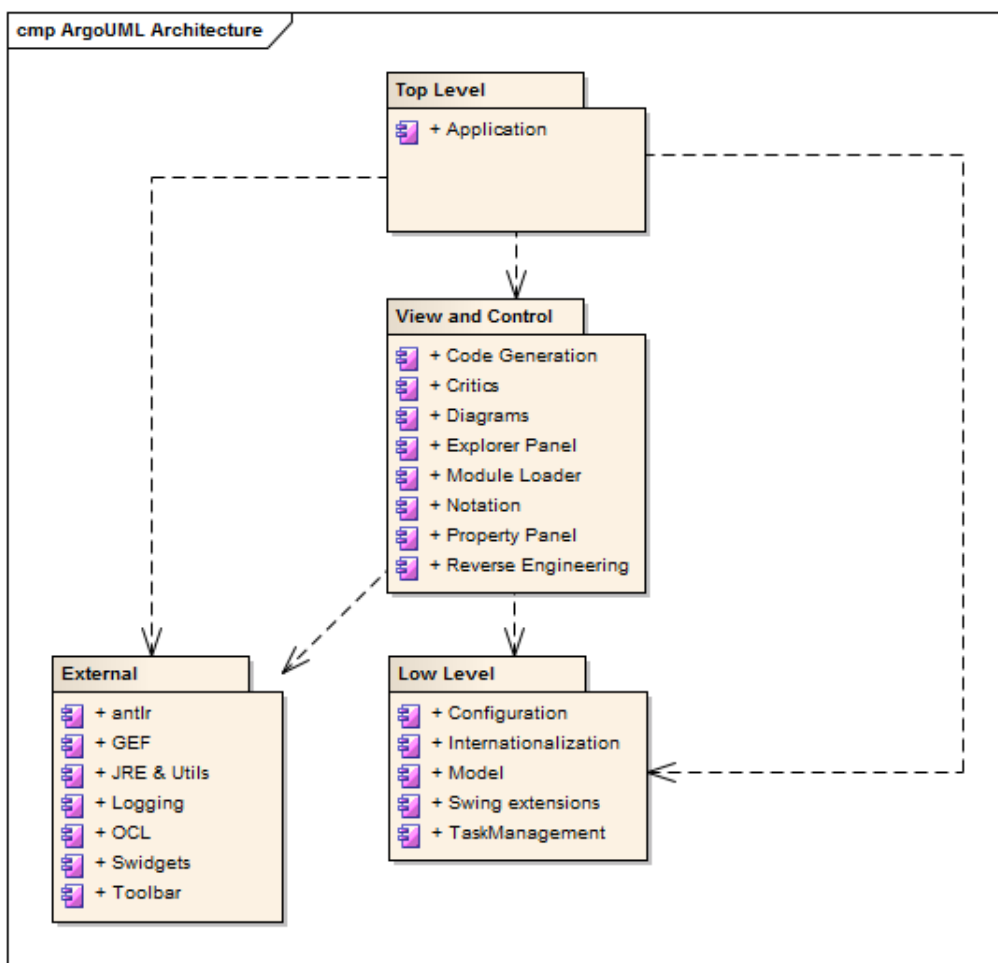 cmp ArgoUML Architecture
Top Level
+ Application
View and Control
+ Code Generation
+ Critics
+ Diagrams
+ Explorer Panel
+ Module Loader
+ Notation
+ Property Panel
+ Reverse Engineering
External
+ antlr
+ GEF
+ JRE & Utils
+ Logging
+ OCL
+ Swidgets
+ Toolbar
Low Level
+ Configuration
+ Internationalization
+ Model
+ Swing extensions
+ TaskManagement